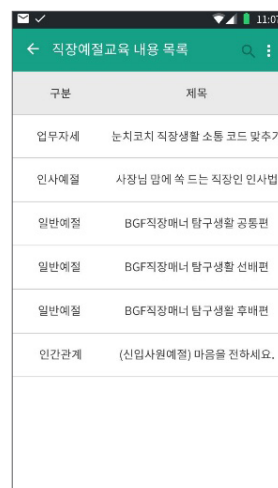 11:07
직장예절교육 내용 목록
구분 제목
업무자세 눈치코치 직장생활 소통 코드 맞추기
인사예절 사장님 맘에 쏙 드는 직장인 인사법
일반예절 BGF직장매너 탐구생활 공통편
일반예절 BGF직장매너 탐구생활 선배편
일반예절 BGF직장매너 탐구생활 후배편
인간관계 (신입사원예절) 마음을 전하세요.